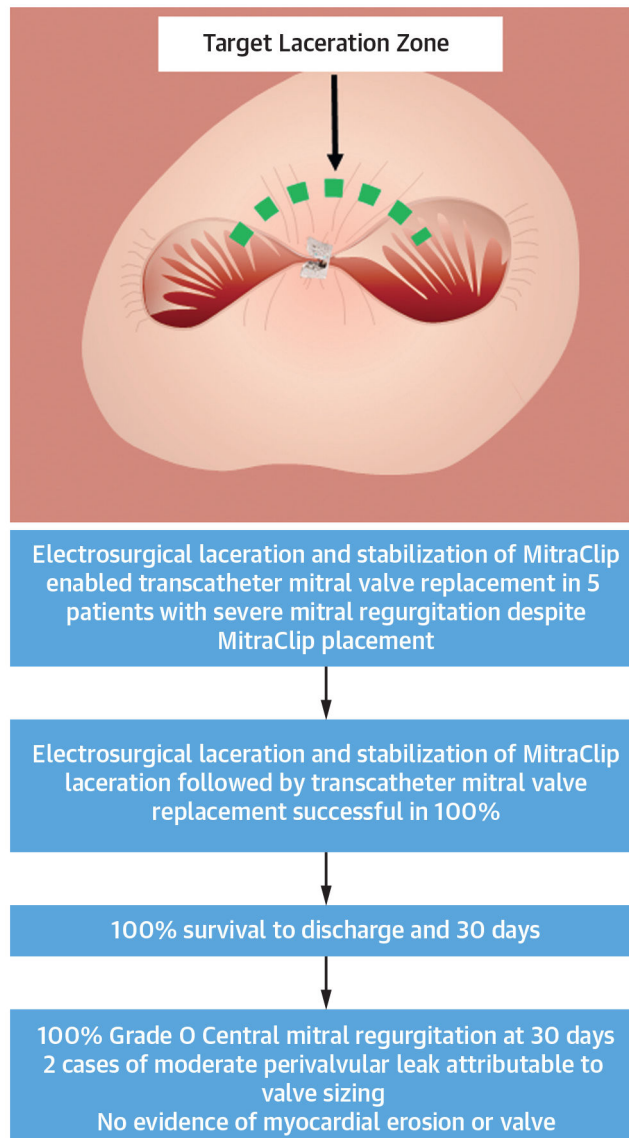 Target Laceration Zone
Electrosurgical laceration and stabilization of MitraClip
enabled transcatheter mitral valve replacement in 5
patients with severe mitral regurgitation despite
MitraClip placement
Electrosurgical laceration and stabilization of MitraClip
laceration followed by transcatheter mitral valve
replacement successful in 100%
100% survival to discharge and 30 days
100% Grade O Central mitral regurgitation at 30 days
2 cases of moderate perivalvular leak attributable to
valve sizing
No evidence of myocardial erosion or valve